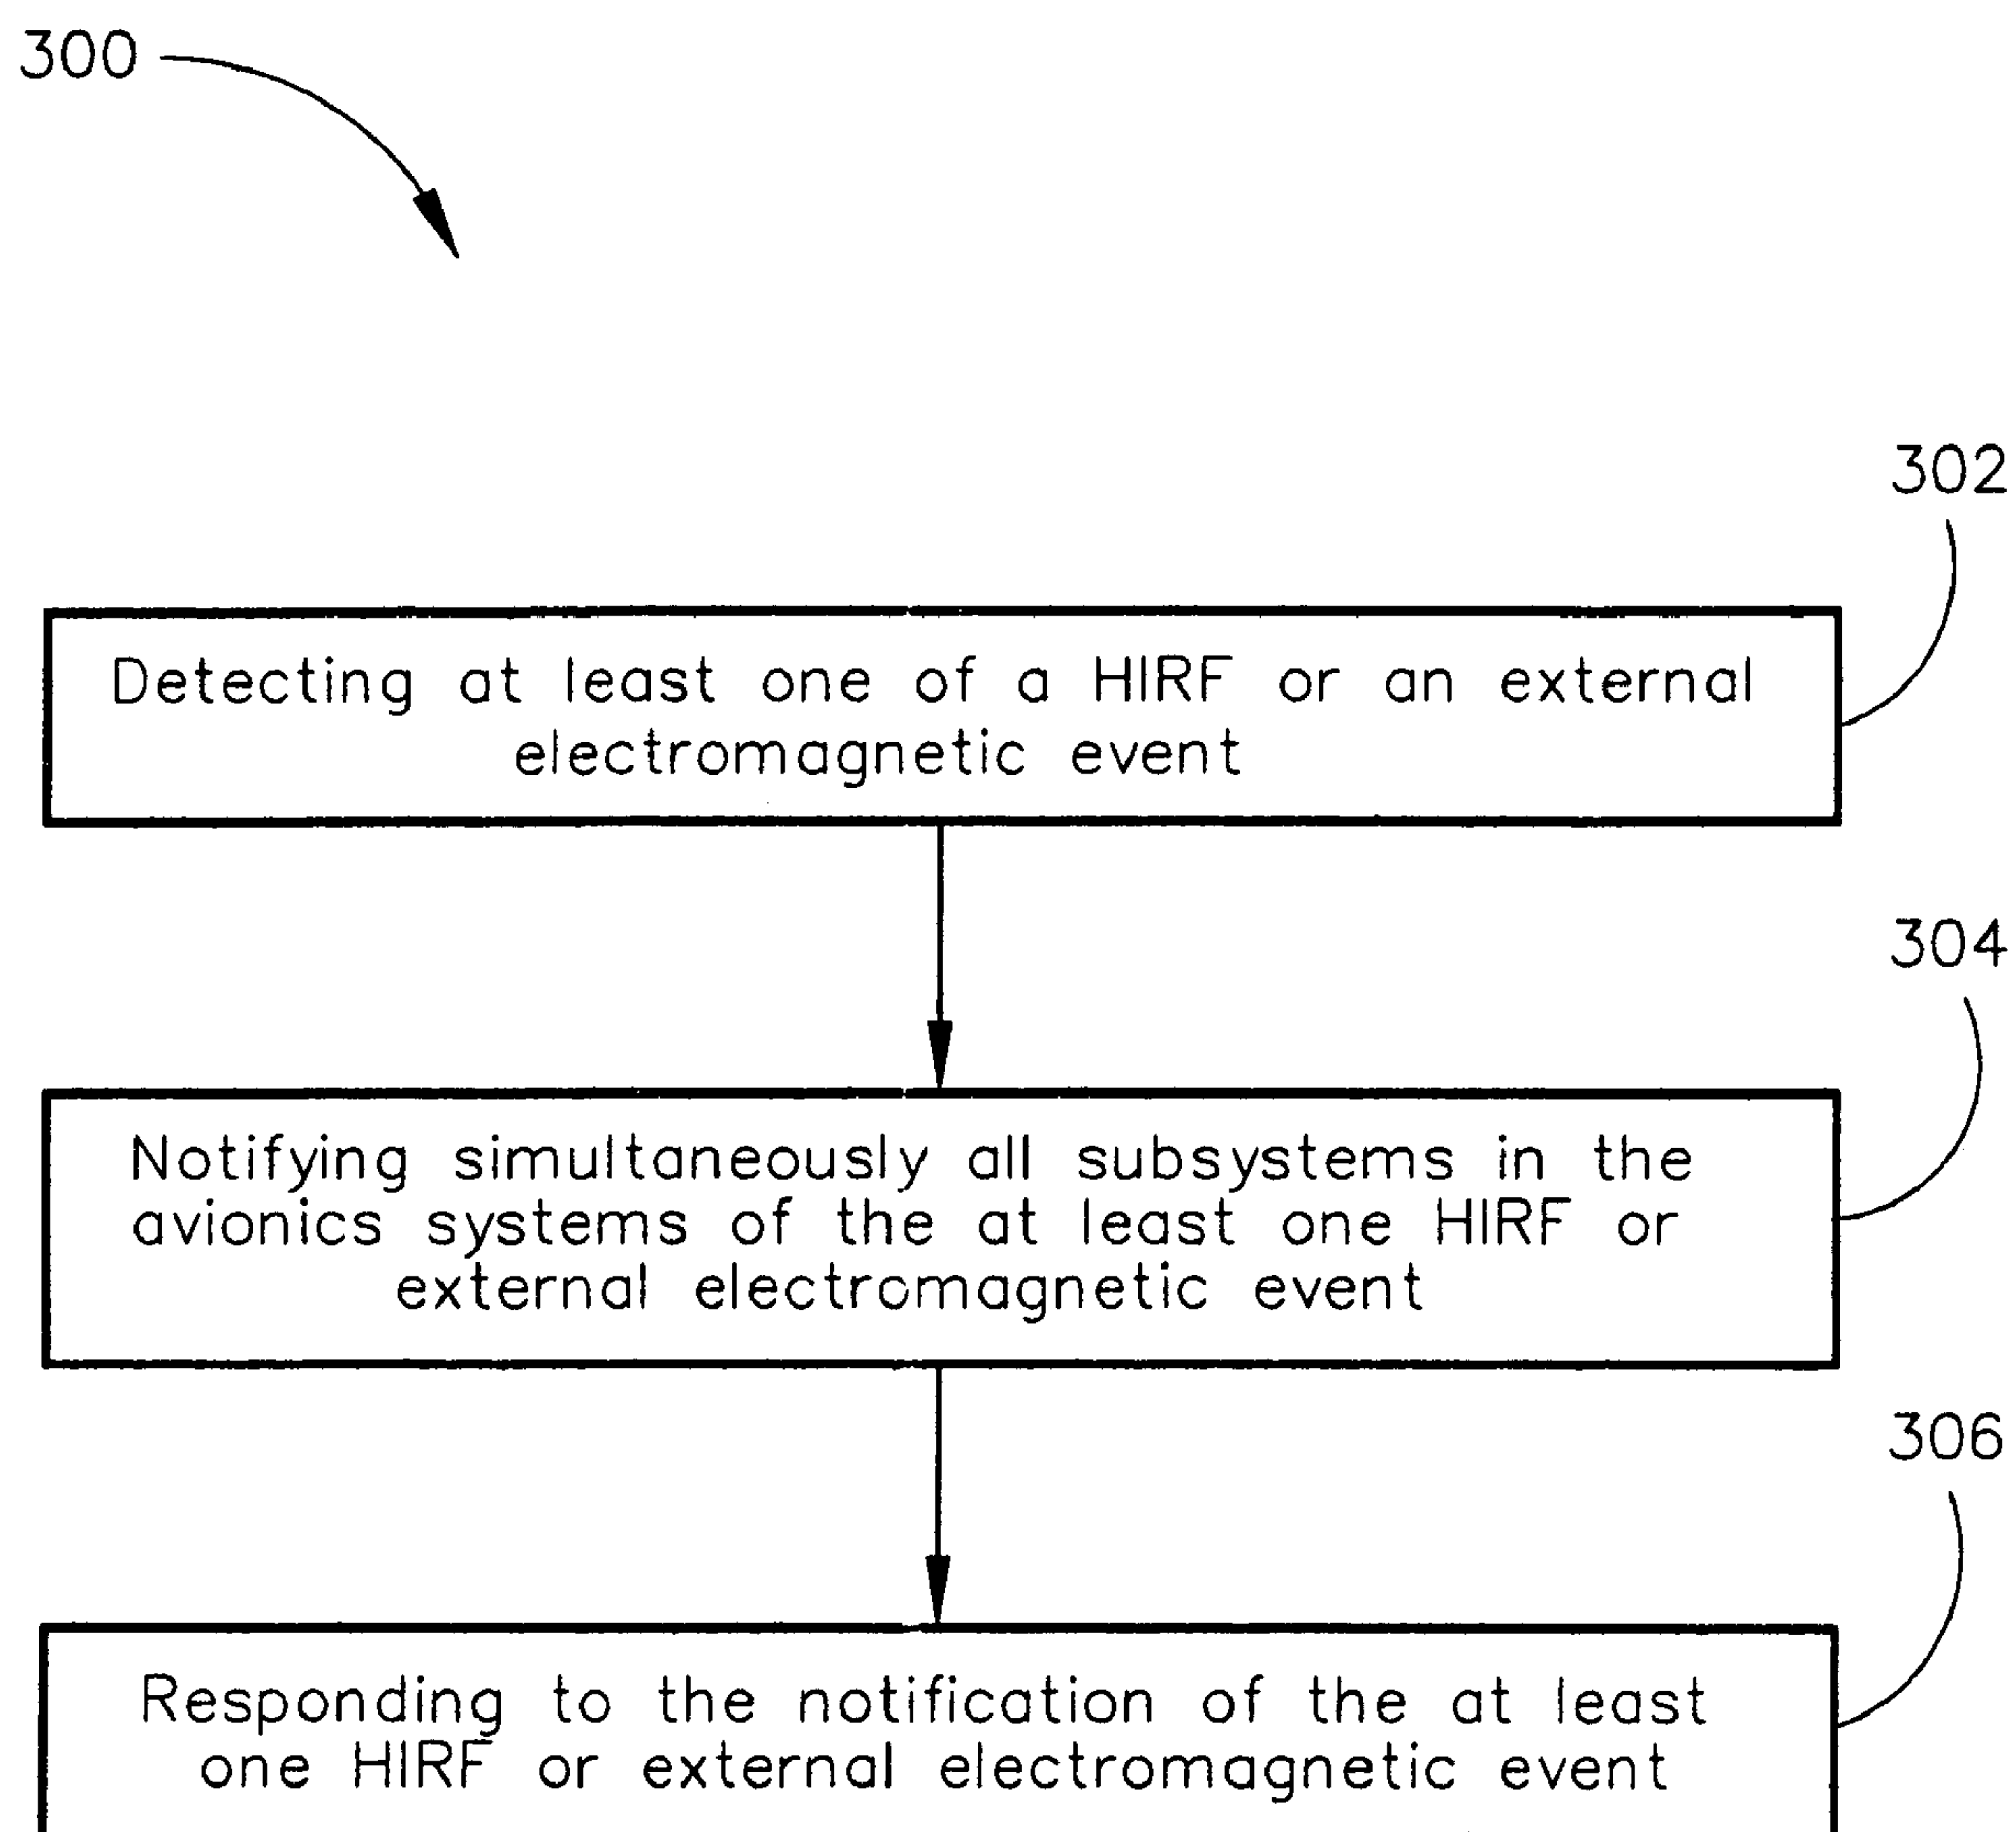 300
302
Detecting at least one of a HIRF or an external
electromagnetic event
304
Notifying simultaneously all subsystems in the
avionics systems of the at least one HIRF or
external electromagnetic event
306
Responding to the notification of the at least
one HIRF or external electromagnetic event